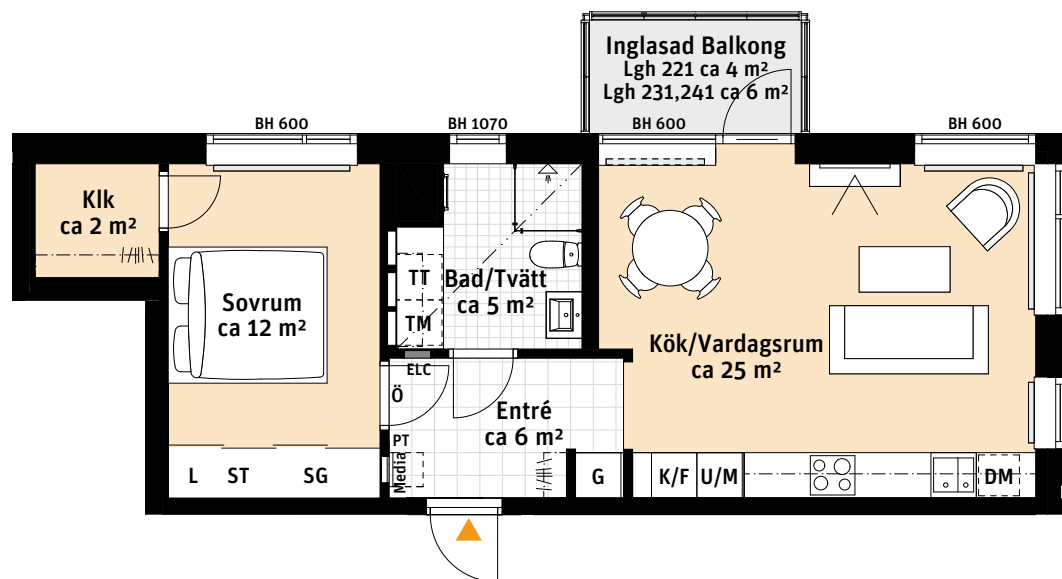 Inglasad Balkong
Lgh 221 ca 4 m²
Lgh 231,241 ca 6 m²
BH 600
BH 1070
BH 600
BH 600
Klk
ca 2 m²
Sovrum
ca 12 m²
TT
TM
Bad/Tvätt
ca 5 m²
Kök/Vardagsrum
ca 25 m²
ELC
Ö
Entré
ca 6 m²
PT
Media
L
ST
SG
G
K/F
U/M
DM